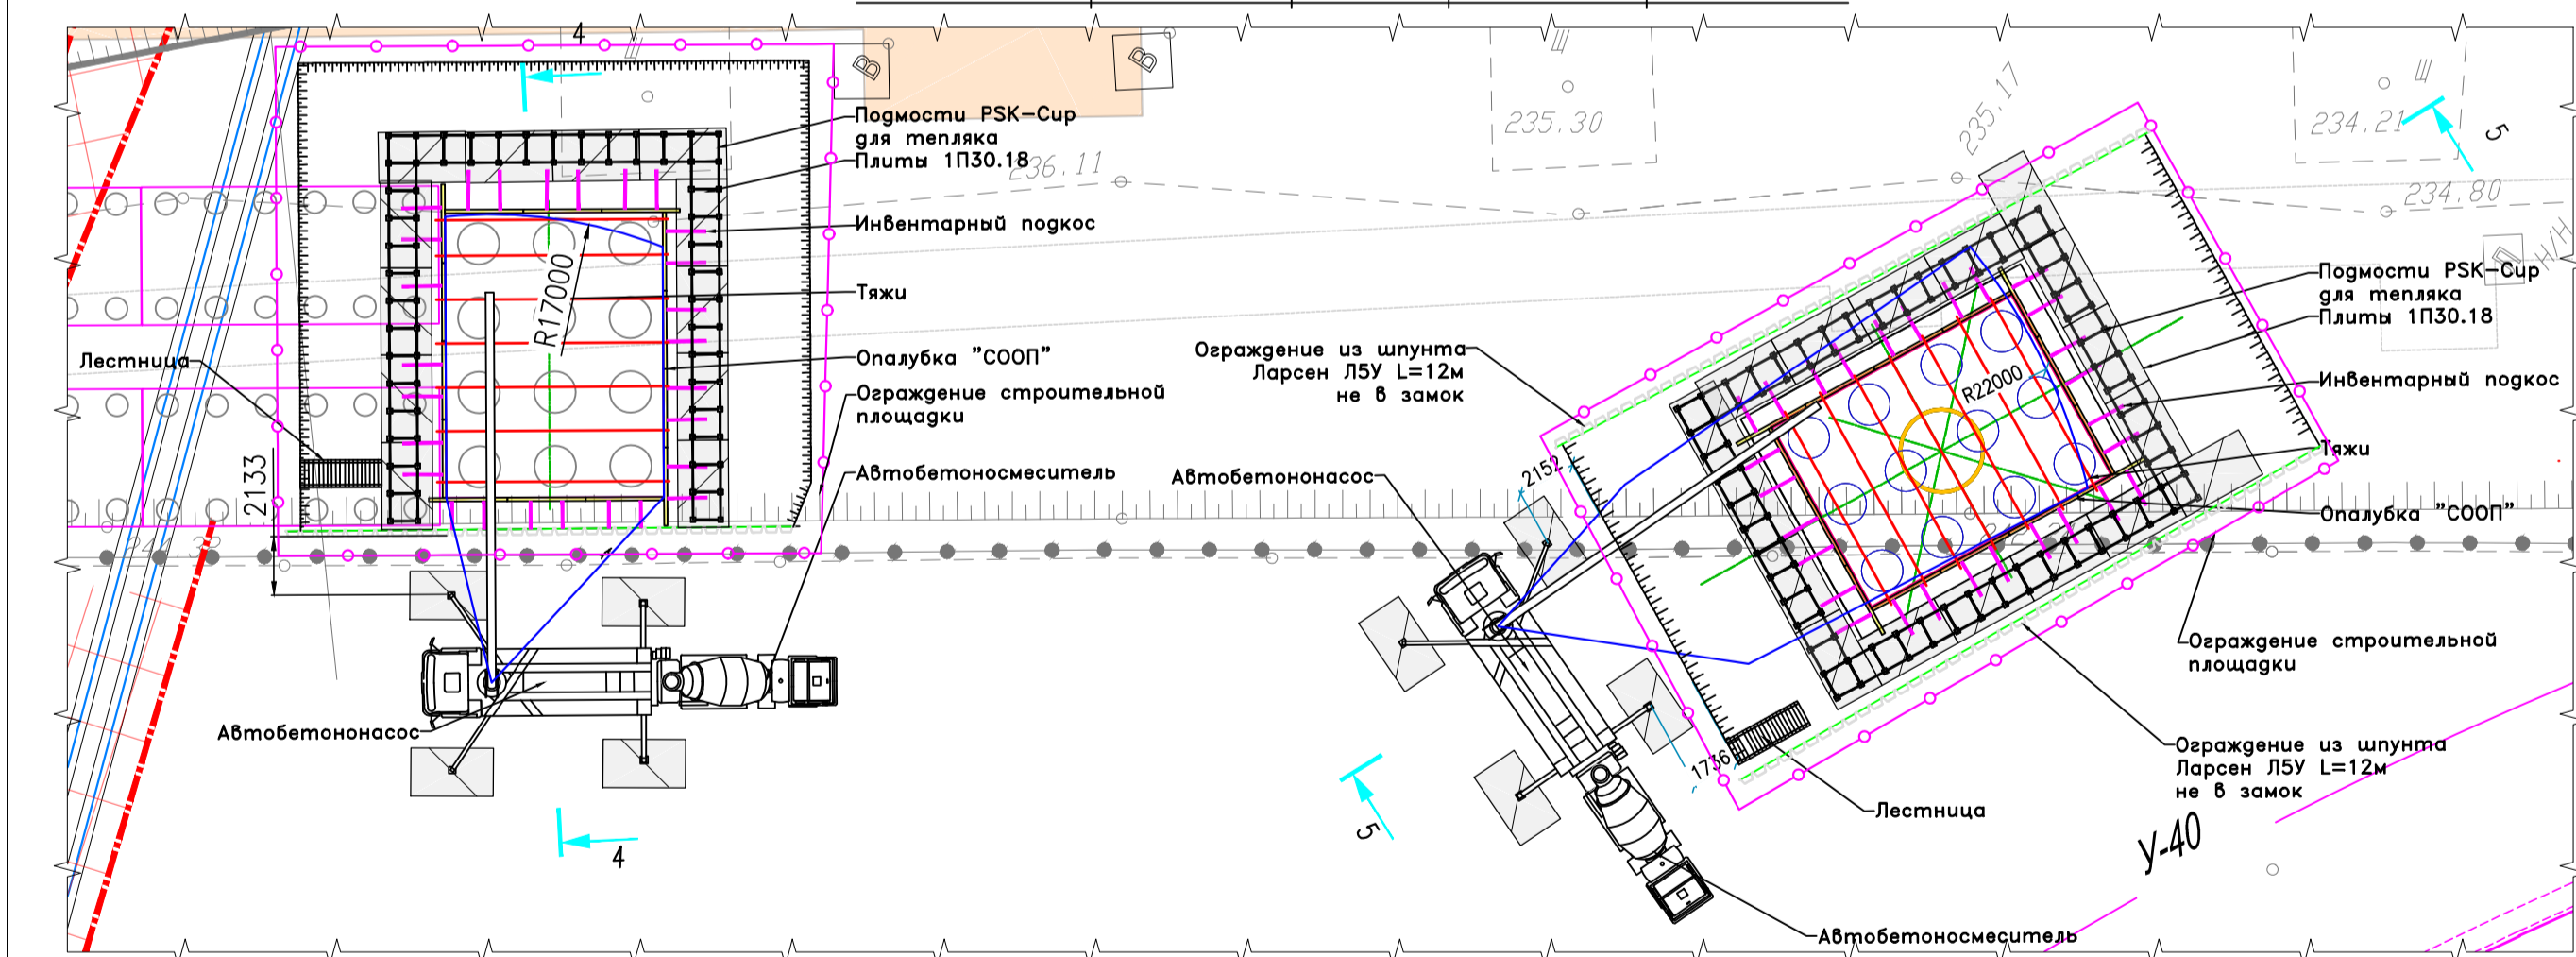 4
Ш
В
В
Ш
Ш
235.30
235.17
234.21
5
Подмости PSK-Cup
для тепляка
Плиты 1П30.18
236.11
234.80
Инвентарный подкос
R17000
Тяжи
Подмости PSK-Cup
для тепляка
Плиты 1П30.18
Н/Н
Лестница
Опалубка "СООП"
Ограждение строительной
площадки
Ограждение из шпунта
Ларсен Л5У L=12м
не в замок
R22000
Инвентарный подкос
Тяжи
2133
Автобетоносмеситель
Автобетононасос
2152
Опалубка "СООП"
Ограждение строительной
площадки
Автобетононасос
1736
Ограждение из шпунта
Ларсен Л5У L=12м
не в замок
Лестница
5
4
У-40
Автобетоносмеситель